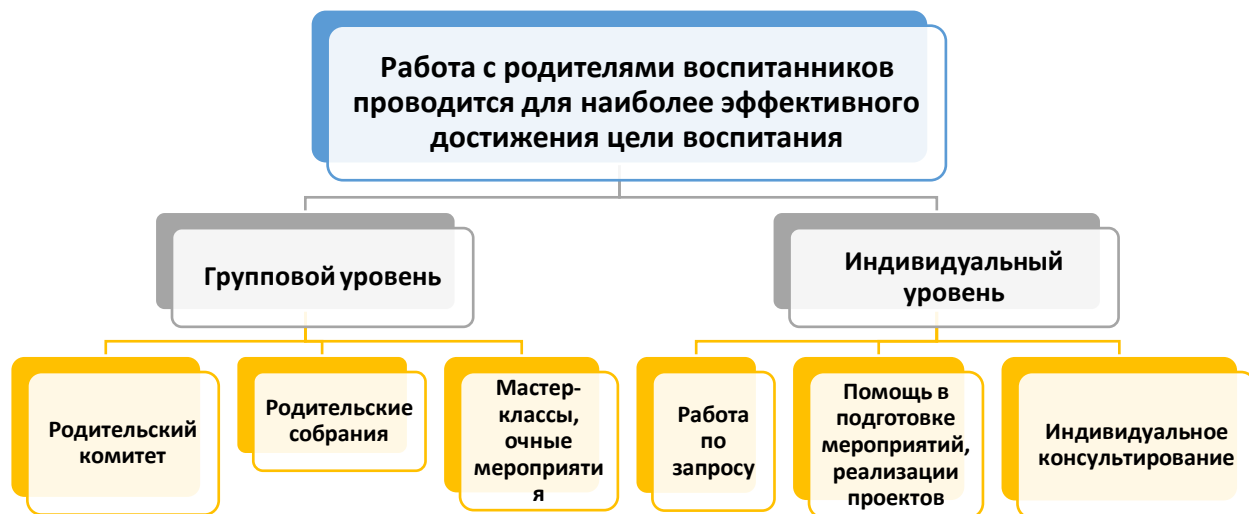 Работа с родителями воспитанников
проводится для наиболее эффективного
достижения цели воспитания
Групповой уровень
Индивидуальный
уровень
Родительский
комитет
Родительские
собрания
Мастер-
классы,
очные
мероприяти
я
Работа
по
запросу
Помощь в
подготовке
мероприятий,
реализации
проектов
Индивидуальное
консультирование